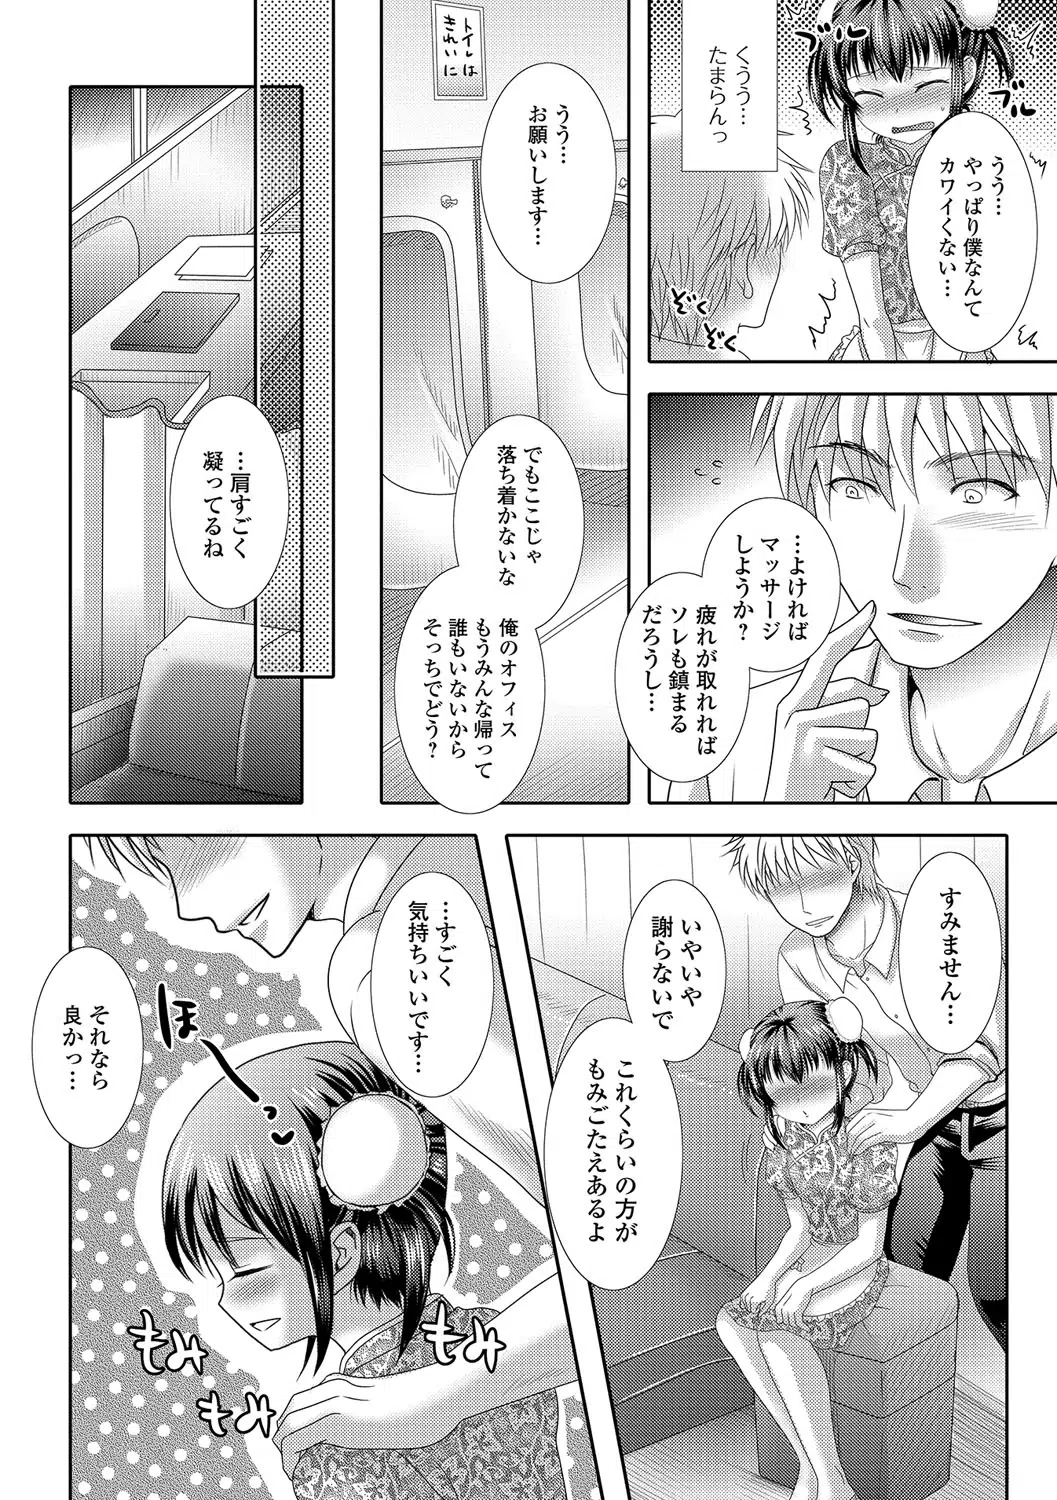 ぶるっ
ぶるっ
うう…
やっぱり僕なんて
カワイくない…
くうう…
たまらんっ
ぞく
ぞく
…よければ
マッサージ
しようか?
疲れが取れれば
ソレも鎮まる
だろうし…
トイレは
きれいに
うう…
お願いします…
でもここじゃ
落ち着かないな
俺のオフィス
もうみんな帰って
誰もいないから
そっちでどう?
…肩すごく
凝ってるね
すみません…
いやいや
謝らないで
これくらいの方が
もみごたえあるよ
…すごく
気持ちいいです…
ほ〜っ♥
それなら
良かっ…
もみ
もみ
もみ